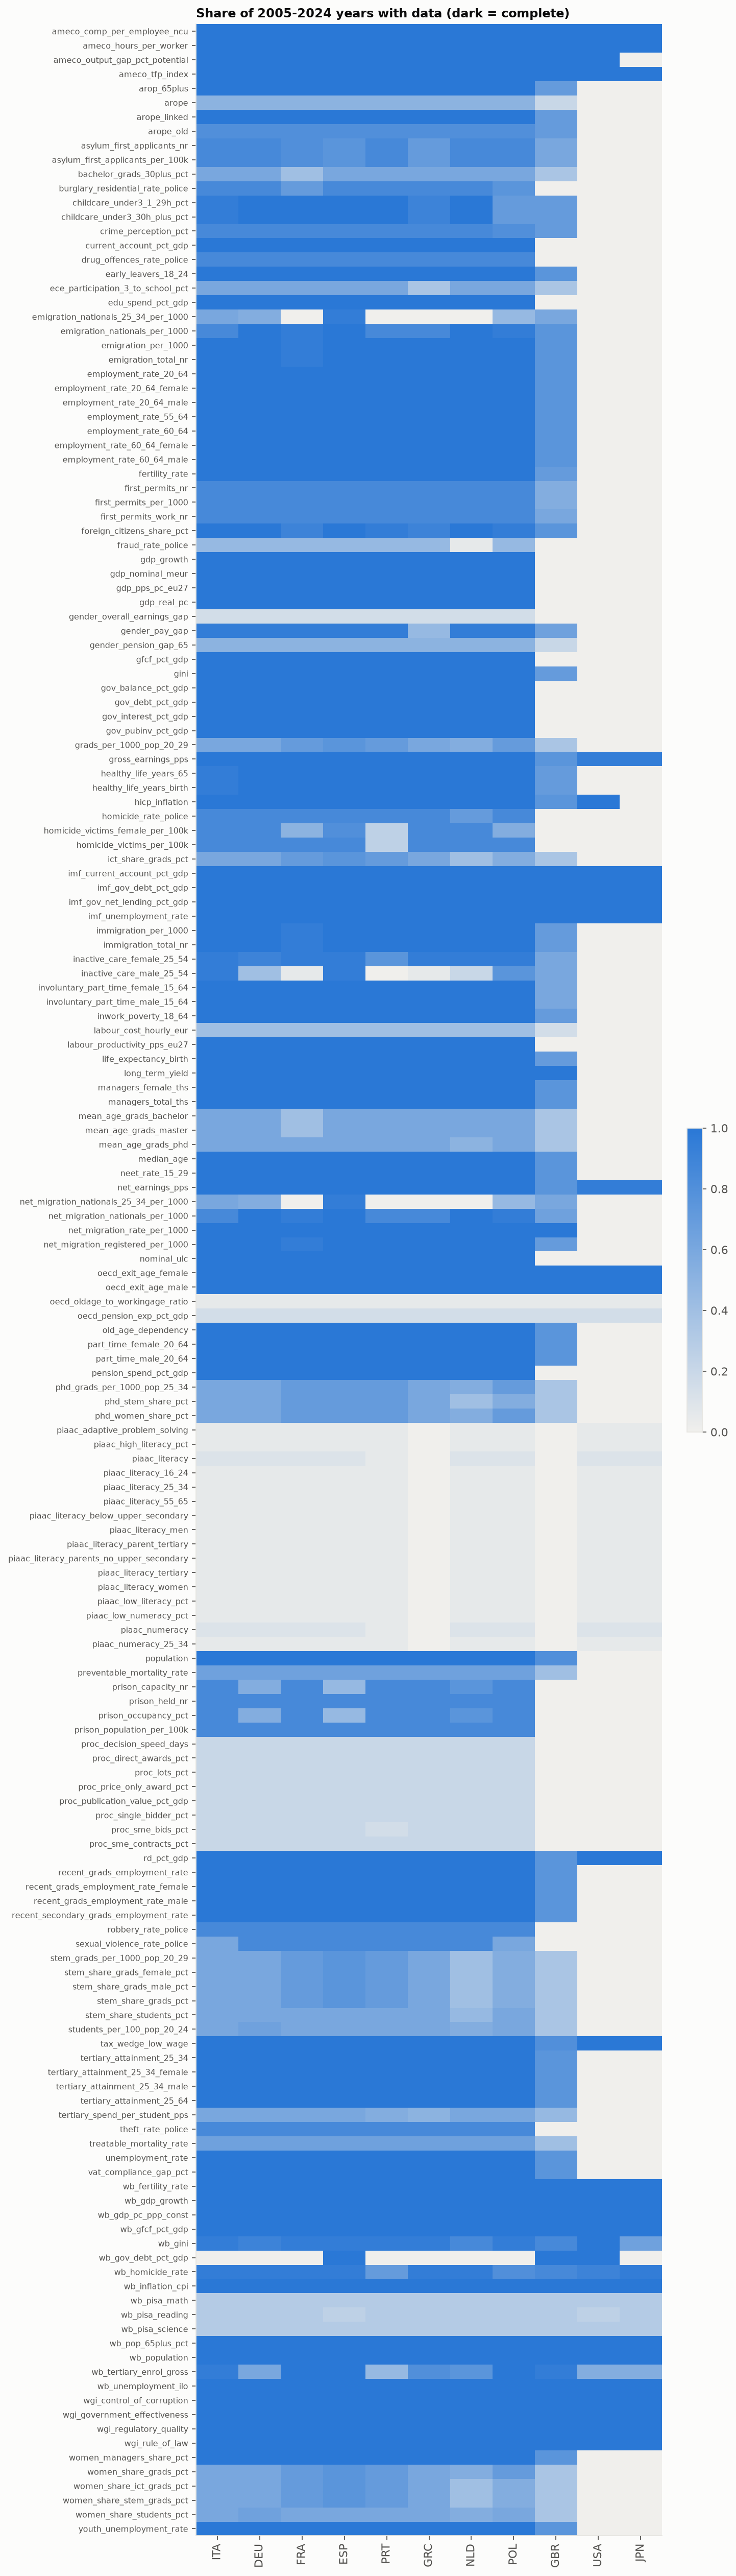 Share of 2005-2024 years with data (dark = complete)
ameco_comp_per_employee_ncu
ameco_hours_per_worker
ameco_output_gap_pct_potential
ameco_tfp_index
arop_65plus
arope
arope_linked
arope_old
asylum_first_applicants_nr
asylum_first_applicants_per_100k
bachelor_grads_30plus_pct
burglary_residential_rate_police
childcare_under3_1_29h_pct
childcare_under3_30h_plus_pct
crime_perception_pct
current_account_pct_gdp
drug_offences_rate_police
early_leavers_18_24
ece_participation_3_to_school_pct
edu_spend_pct_gdp
emigration_nationals_25_34_per_1000
emigration_nationals_per_1000
emigration_per_1000
emigration_total_nr
employment_rate_20_64
employment_rate_20_64_female
employment_rate_20_64_male
employment_rate_55_64
employment_rate_60_64
employment_rate_60_64_female
employment_rate_60_64_male
fertility_rate
first_permits_nr
first_permits_per_1000
first_permits_work_nr
foreign_citizens_share_pct
fraud_rate_police
gdp_growth
gdp_nominal_meur
gdp_pps_pc_eu27
gdp_real_pc
gender_overall_earnings_gap
gender_pay_gap
gender_pension_gap_65
gfcf_pct_gdp
gini
gov_balance_pct_gdp
gov_debt_pct_gdp
gov_interest_pct_gdp
gov_pubinv_pct_gdp
grads_per_1000_pop_20_29
gross_earnings_pps
healthy_life_years_65
healthy_life_years_birth
hicp_inflation
homicide_rate_police
homicide_victims_female_per_100k
homicide_victims_per_100k
ict_share_grads_pct
imf_current_account_pct_gdp
imf_gov_debt_pct_gdp
imf_gov_net_lending_pct_gdp
imf_unemployment_rate
immigration_per_1000
immigration_total_nr
inactive_care_female_25_54
inactive_care_male_25_54
involuntary_part_time_female_15_64
involuntary_part_time_male_15_64
inwork_poverty_18_64
labour_cost_hourly_eur
labour_productivity_pps_eu27
life_expectancy_birth
long_term_yield
managers_female_ths
managers_total_ths
mean_age_grads_bachelor
mean_age_grads_master
mean_age_grads_phd
median_age
neet_rate_15_29
net_earnings_pps
net_migration_nationals_25_34_per_1000
net_migration_nationals_per_1000
net_migration_rate_per_1000
net_migration_registered_per_1000
nominal_ulc
oecd_exit_age_female
oecd_exit_age_male
oecd_oldage_to_workingage_ratio
oecd_pension_exp_pct_gdp
old_age_dependency
part_time_female_20_64
part_time_male_20_64
pension_spend_pct_gdp
phd_grads_per_1000_pop_25_34
phd_stem_share_pct
phd_women_share_pct
piaac_adaptive_problem_solving
piaac_high_literacy_pct
piaac_literacy
piaac_literacy_16_24
piaac_literacy_25_34
piaac_literacy_55_65
piaac_literacy_below_upper_secondary
piaac_literacy_men
piaac_literacy_parent_tertiary
piaac_literacy_parents_no_upper_secondary
piaac_literacy_tertiary
piaac_literacy_women
piaac_low_literacy_pct
piaac_low_numeracy_pct
piaac_numeracy
piaac_numeracy_25_34
population
preventable_mortality_rate
prison_capacity_nr
prison_held_nr
prison_occupancy_pct
prison_population_per_100k
proc_decision_speed_days
proc_direct_awards_pct
proc_lots_pct
proc_price_only_award_pct
proc_publication_value_pct_gdp
proc_single_bidder_pct
proc_sme_bids_pct
proc_sme_contracts_pct
rd_pct_gdp
recent_grads_employment_rate
recent_grads_employment_rate_female
recent_grads_employment_rate_male
recent_secondary_grads_employment_rate
robbery_rate_police
sexual_violence_rate_police
stem_grads_per_1000_pop_20_29
stem_share_grads_female_pct
stem_share_grads_male_pct
stem_share_grads_pct
stem_share_students_pct
students_per_100_pop_20_24
tax_wedge_low_wage
tertiary_attainment_25_34
tertiary_attainment_25_34_female
tertiary_attainment_25_34_male
tertiary_attainment_25_64
tertiary_spend_per_student_pps
theft_rate_police
treatable_mortality_rate
unemployment_rate
vat_compliance_gap_pct
wb_fertility_rate
wb_gdp_growth
wb_gdp_pc_ppp_const
wb_gfcf_pct_gdp
wb_gini
wb_gov_debt_pct_gdp
wb_homicide_rate
wb_inflation_cpi
wb_pisa_math
wb_pisa_reading
wb_pisa_science
wb_pop_65plus_pct
wb_population
wb_tertiary_enrol_gross
wb_unemployment_ilo
wgi_control_of_corruption
wgi_government_effectiveness
wgi_regulatory_quality
wgi_rule_of_law
women_managers_share_pct
women_share_grads_pct
women_share_ict_grads_pct
women_share_stem_grads_pct
women_share_students_pct
youth_unemployment_rate
ITA DEU FRA ESP PRT GRC NLD POL GBR USA JPN
1.0
0.8
0.6
0.4
0.2
0.0